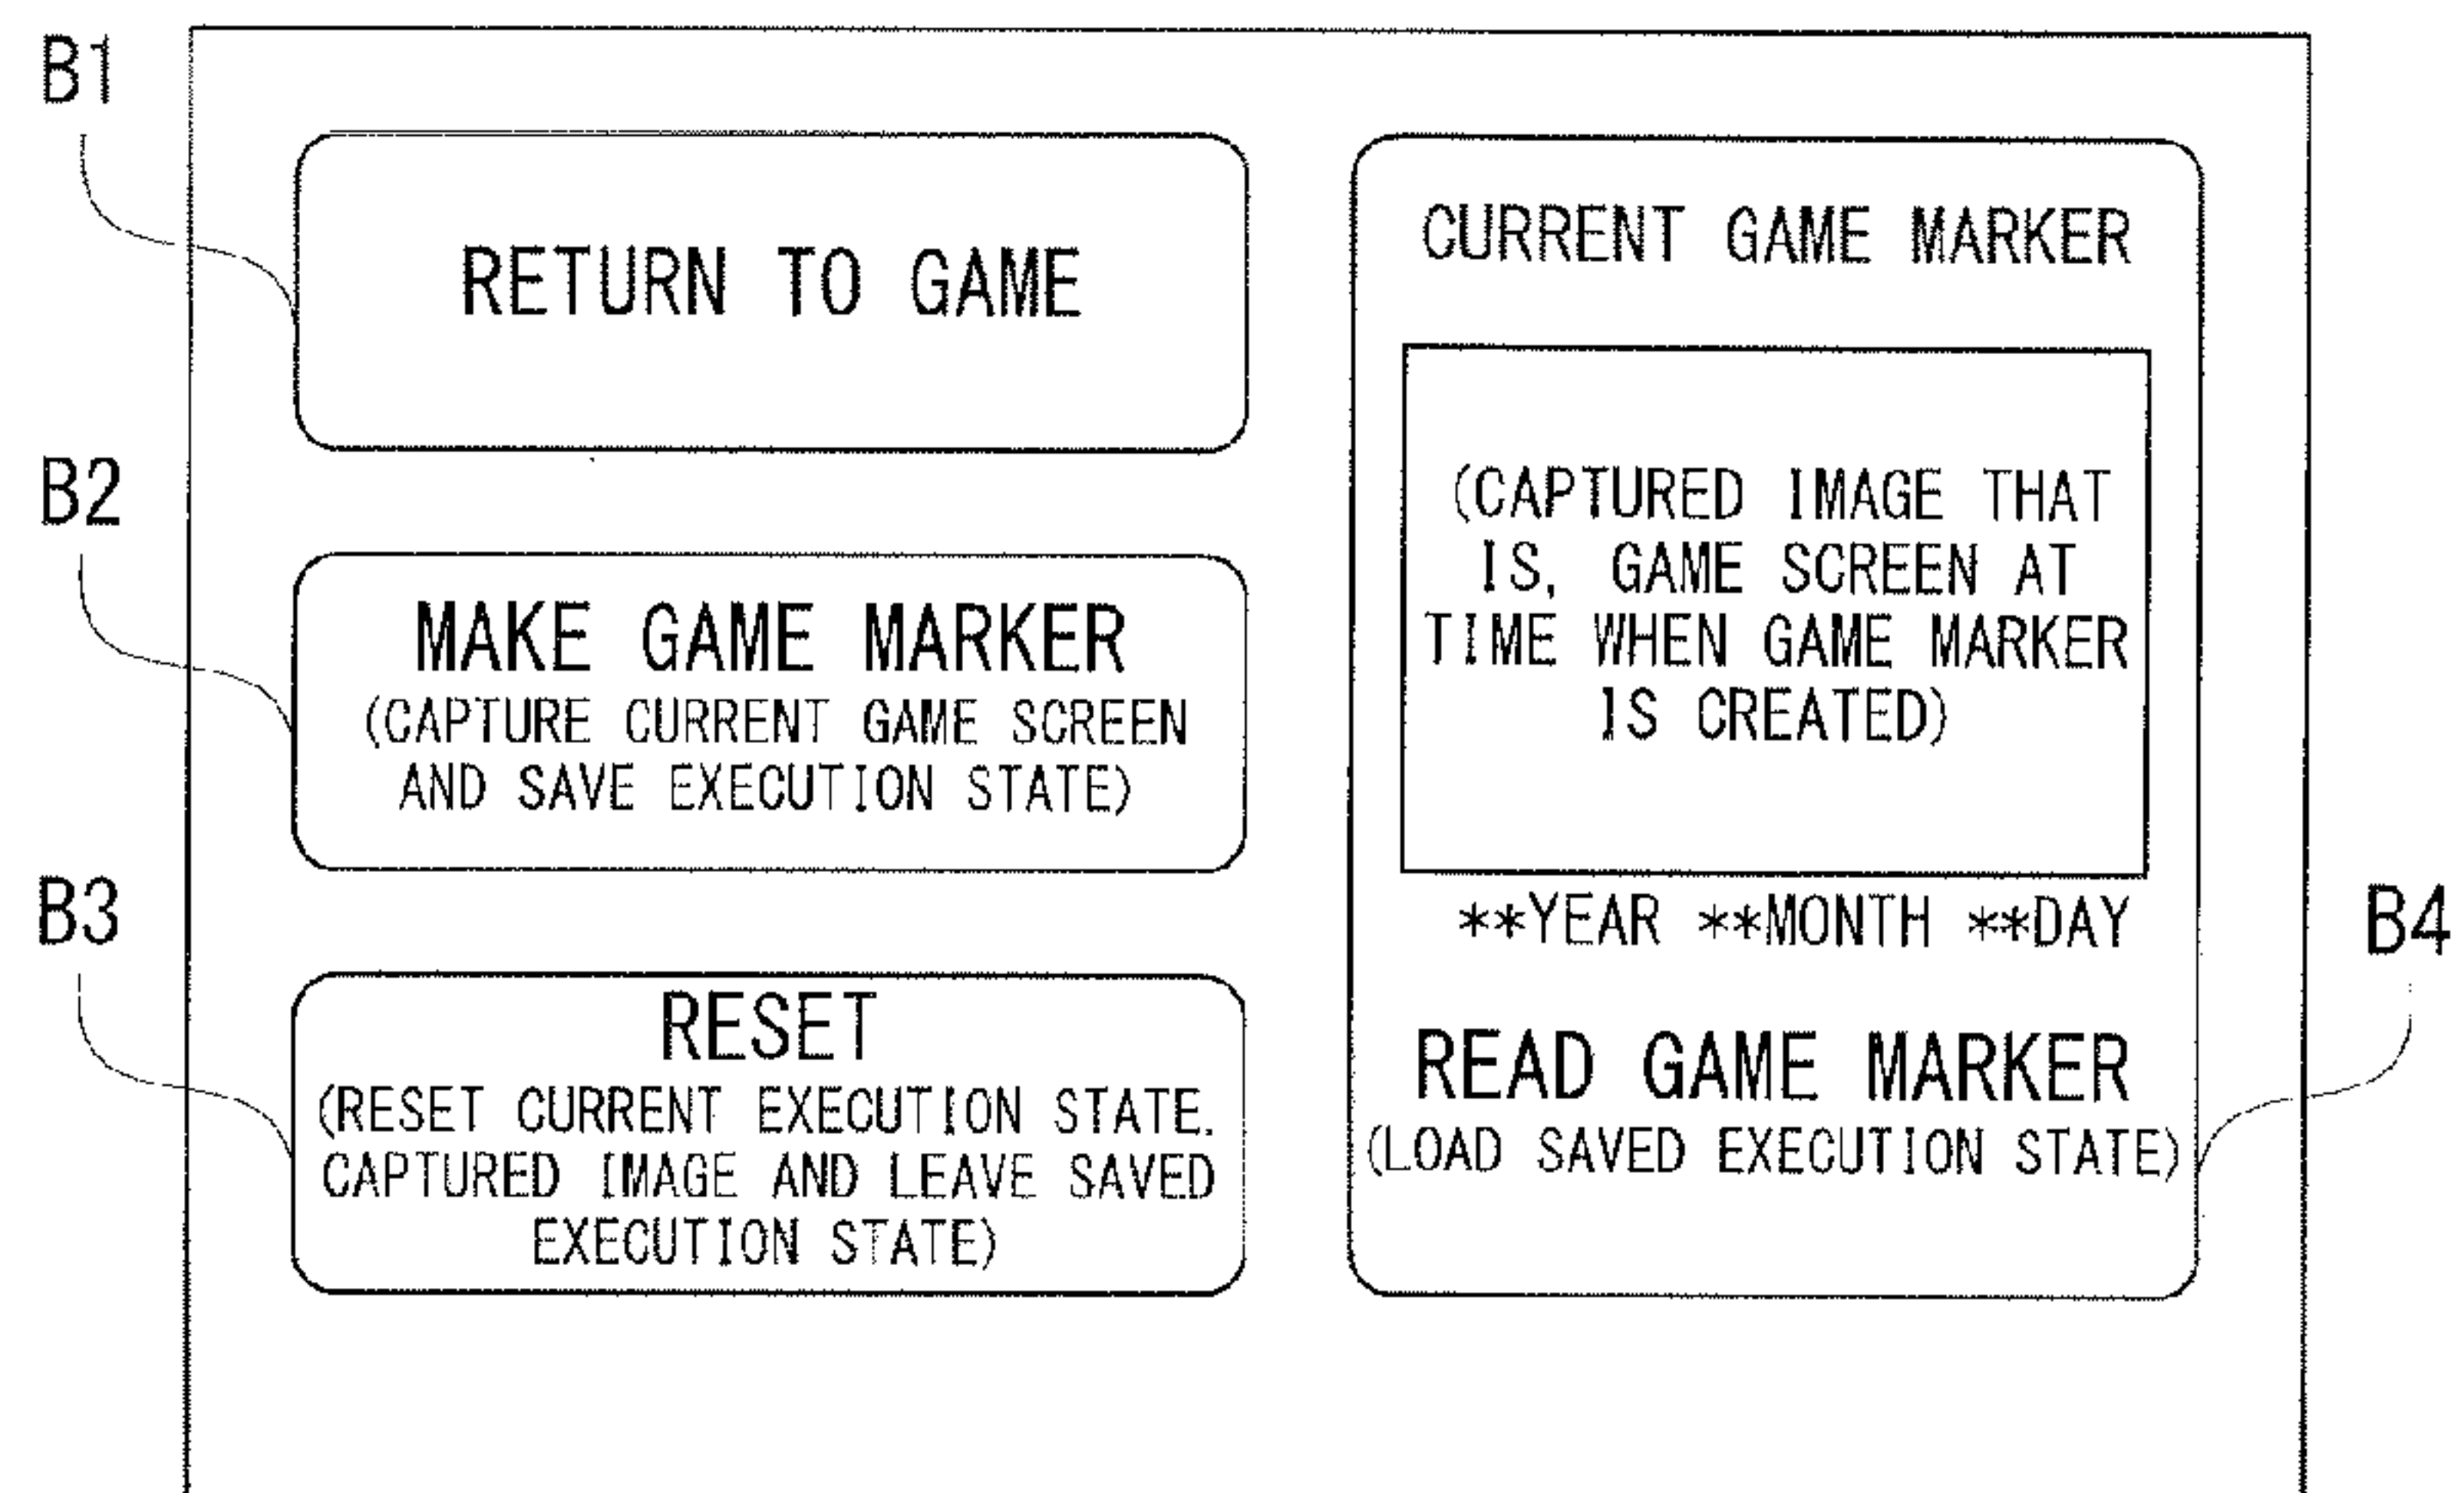 B1
RETURN TO GAME
B2
MAKE GAME MARKER
(CAPTURE CURRENT GAME SCREEN
AND SAVE EXECUTION STATE)
B3
RESET
(RESET CURRENT EXECUTION STATE.
CAPTURED IMAGE AND LEAVE SAVED
EXECUTION STATE)
CURRENT GAME MARKER
(CAPTURED IMAGE THAT
IS, GAME SCREEN AT
TIME WHEN GAME MARKER
IS CREATED)
**YEAR **MONTH **DAY
B4
READ GAME MARKER
(LOAD SAVED EXECUTION STATE)